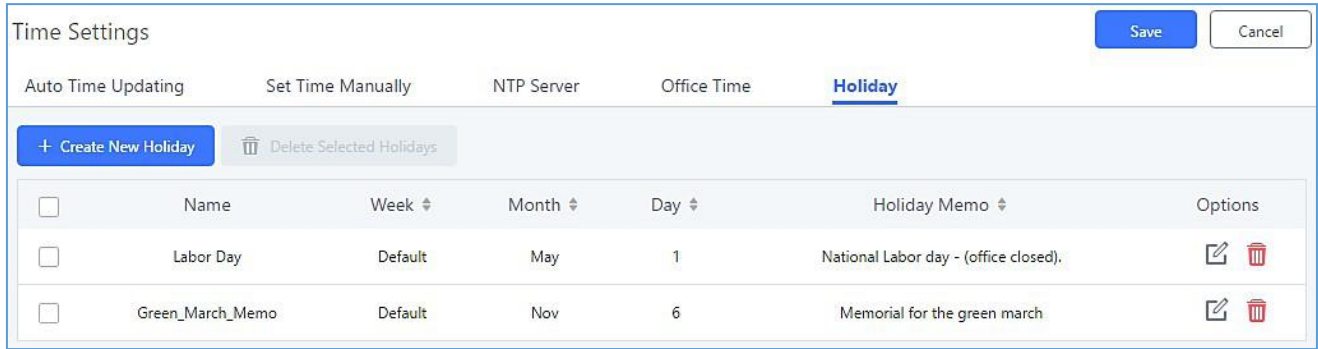 Time Settings Save Cancel
Auto Time Updating Set Time Manually NTP Server Office Time Holiday
+ Create New Holiday Delete Selected Holidays
Name Week Month Day Holiday Memo Options
Labor Day Default May 1 National Labor day - (office closed).
Green_March_Memo Default Nov 6 Memorial for the green march